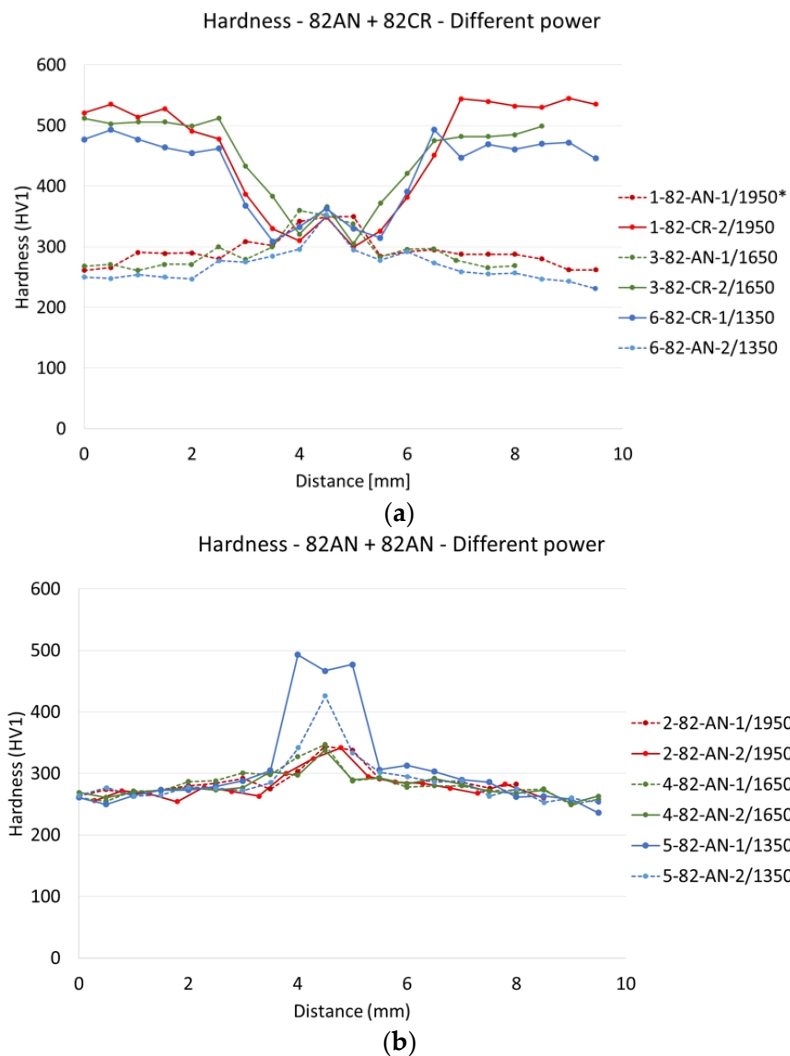 Hardness - 82AN + 82CR - Different power
600
500
400
300
200
100
0
Hardness (HV1)
0 2 4 6 8 10
Distance [mm]
1-82-AN-1/1950*
1-82-CR-2/1950
3-82-AN-1/1650
3-82-CR-2/1650
6-82-CR-1/1350
6-82-AN-2/1350
(a)
Hardness - 82AN + 82AN - Different power
600
500
400
300
200
100
0
Hardness (HV1)
0 2 4 6 8 10
Distance (mm)
2-82-AN-1/1950
2-82-AN-2/1950
4-82-AN-1/1650
4-82-AN-2/1650
5-82-AN-1/1350
5-82-AN-2/1350
(b)